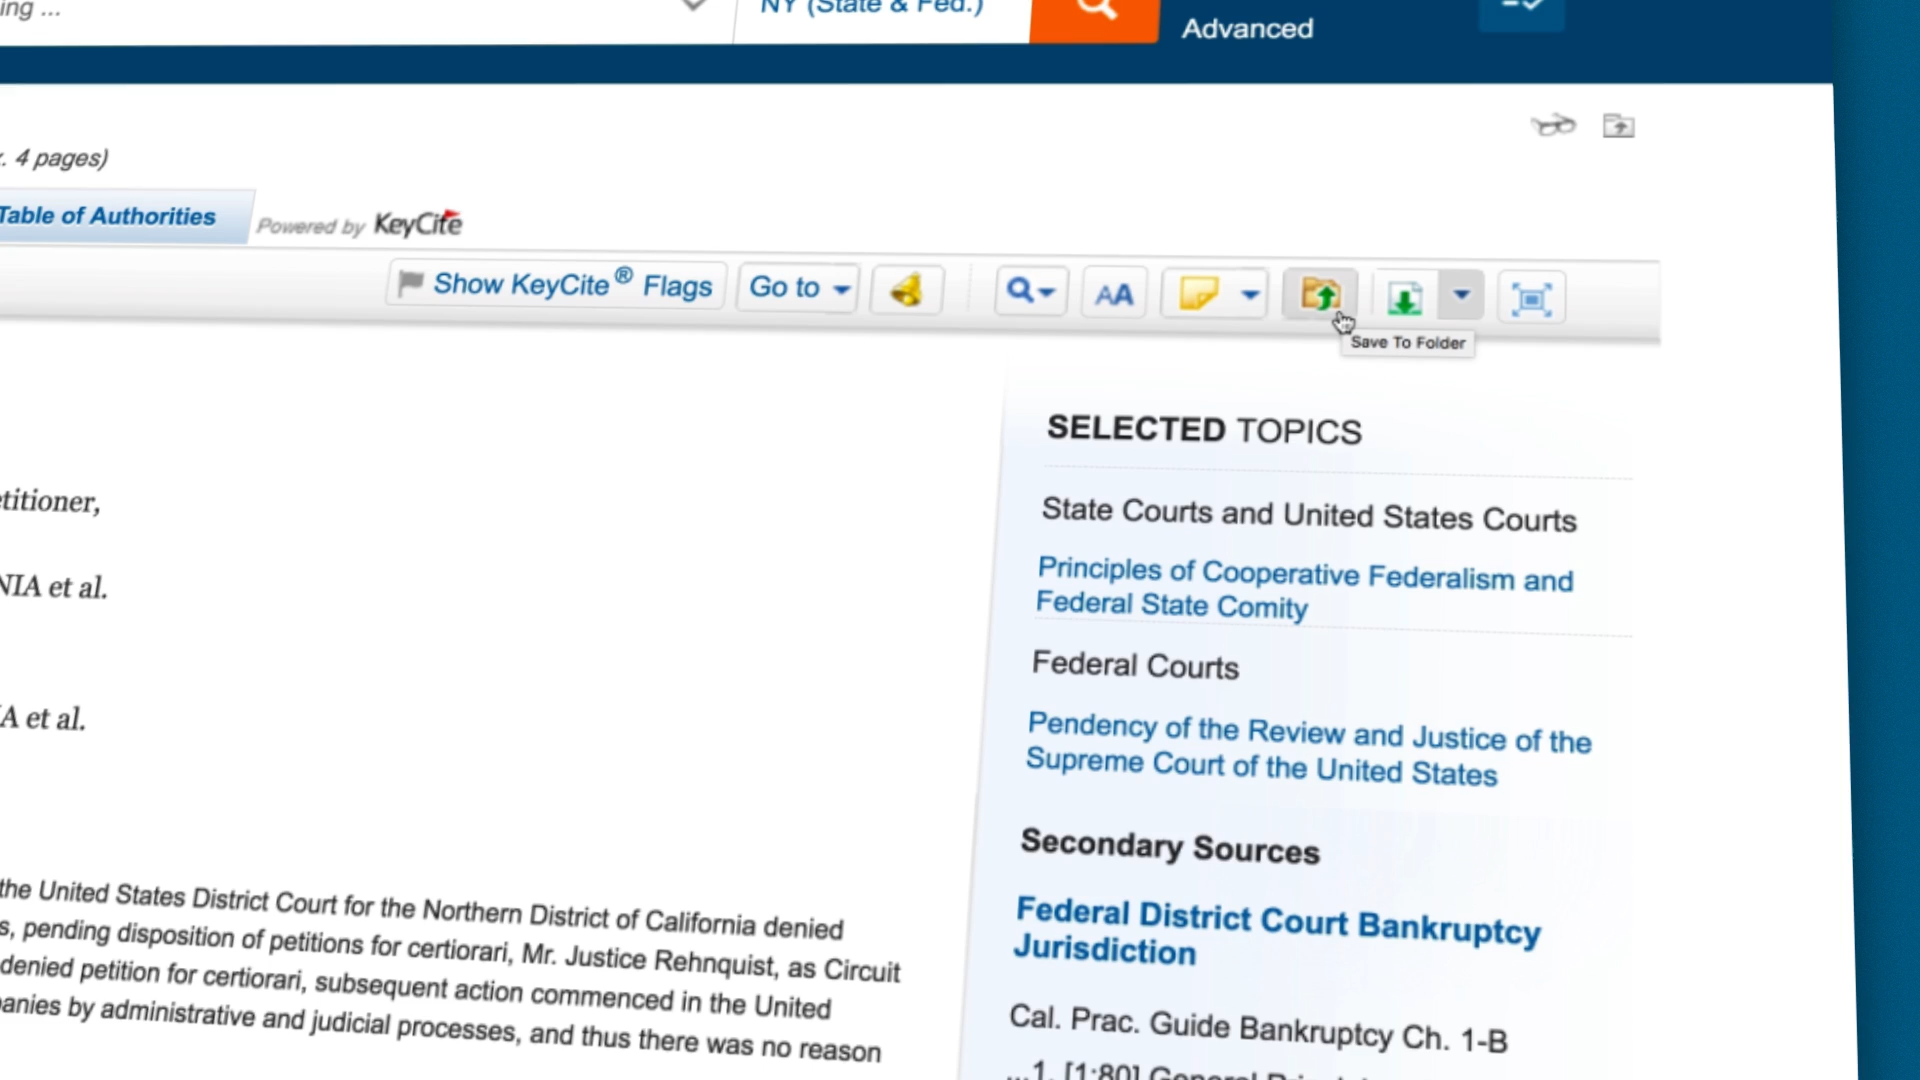 ing ...
NY (State & Fed.)
Advanced
. 4 pages)
Table of Authorities
Powered by KeyCite
Show KeyCite® Flags
Go to
AA
Save To Folder
SELECTED TOPICS
State Courts and United States Courts
Principles of Cooperative Federalism and
Federal State Comity
Federal Courts
Pendency of the Review and Justice of the
Supreme Court of the United States
Secondary Sources
Federal District Court Bankruptcy
Jurisdiction
Cal. Prac. Guide Bankruptcy Ch. 1-B
...1. [1:80] General
etitioner,
NIA et al.
A et al.
the United States District Court for the Northern District of California denied
s, pending disposition of petitions for certiorari, Mr. Justice Rehnquist, as Circuit
denied petition for certiorari, subsequent action commenced in the United
anies by administrative and judicial processes, and thus there was no reason